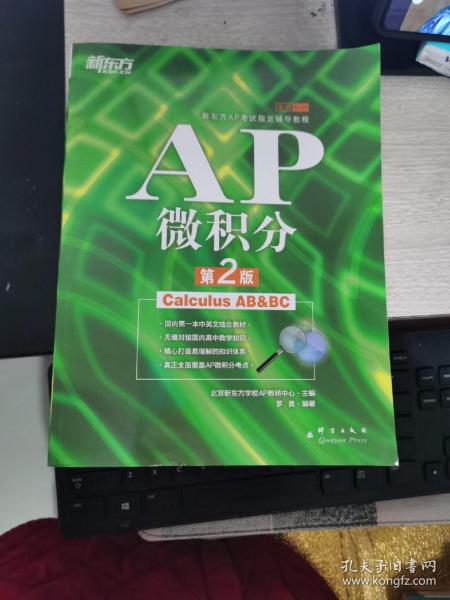 新东方
XDF.CN
新东方AP考试指定辅导教程
AP
微积分
第2版
Calculus AB&BC
·国内第一本中英文结合教材·
·无缝对接国内高中数学知识·
·精心打造易理解的知识体系·
·真正全面覆盖AP微积分考点·
北京新东方学校AP教研中心·主编
罗勇·编著
群言出版社
Qunyan Press
孔夫子旧书网
www.kongfz.com